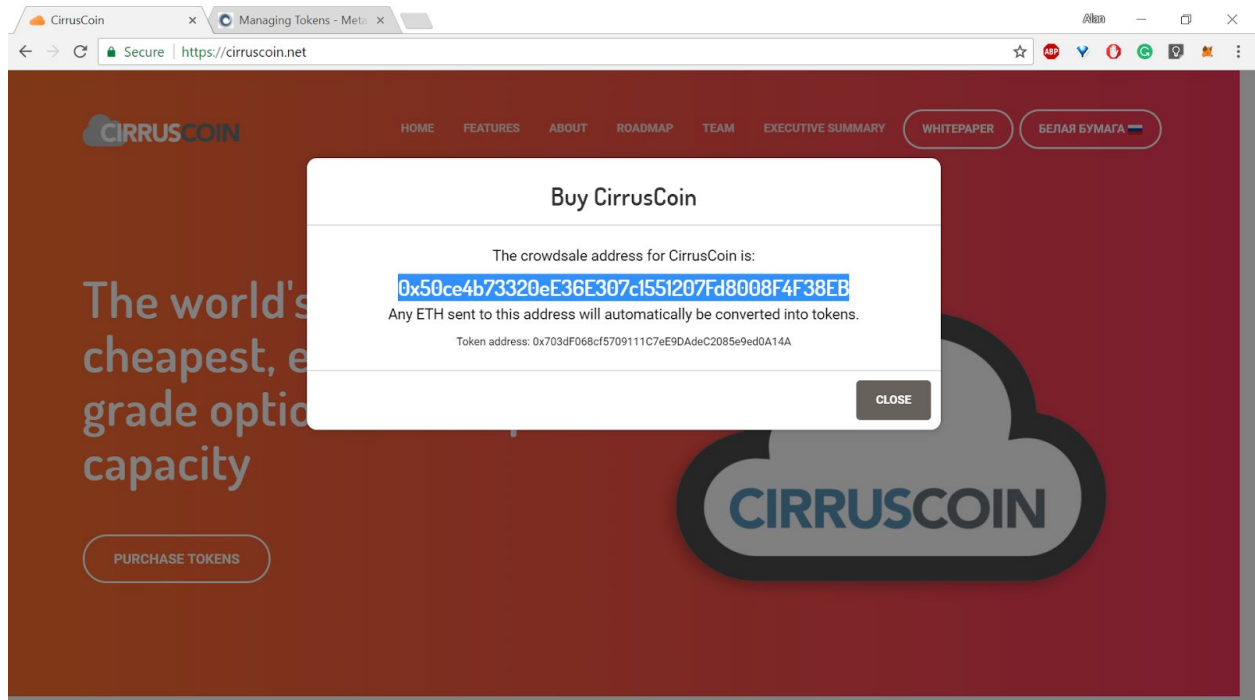 CirrusCoin
Managing Tokens - Meta
Alan
Secure https://cirruscoin.net
CIRRUSCOIN
HOME FEATURES ABOUT ROADMAP TEAM EXECUTIVE SUMMARY WHITEPAPER БЕЛАЯ БУМАГА
Buy CirrusCoin
The crowdsale address for CirrusCoin is:
0x50ce4b73320eE36E307c1551207Fd8008F4F38EB
Any ETH sent to this address will automatically be converted into tokens.
Token address: 0x703dF068cf5709111C7eE9DAdeC2085e9ed0A14A
CLOSE
The world's
cheapest, e
grade optio
capacity
PURCHASE TOKENS
CIRRUSCOIN
ABP